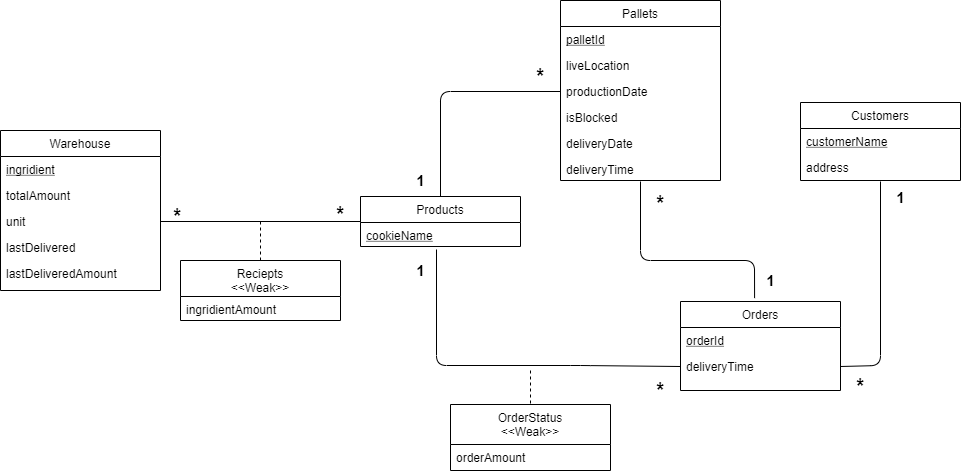 Pallets
palletId
liveLocation
productionDate
isBlocked
deliveryDate
deliveryTime
*
1
*
Customers
customerName
address
1
*
Warehouse
ingridient
totalAmount
unit
lastDelivered
lastDeliveredAmount
*
*
Products
cookieName
1
Reciepts
<<Weak>>
ingridientAmount
1
Orders
orderId
deliveryTime
*
OrderStatus
<<Weak>>
orderAmount